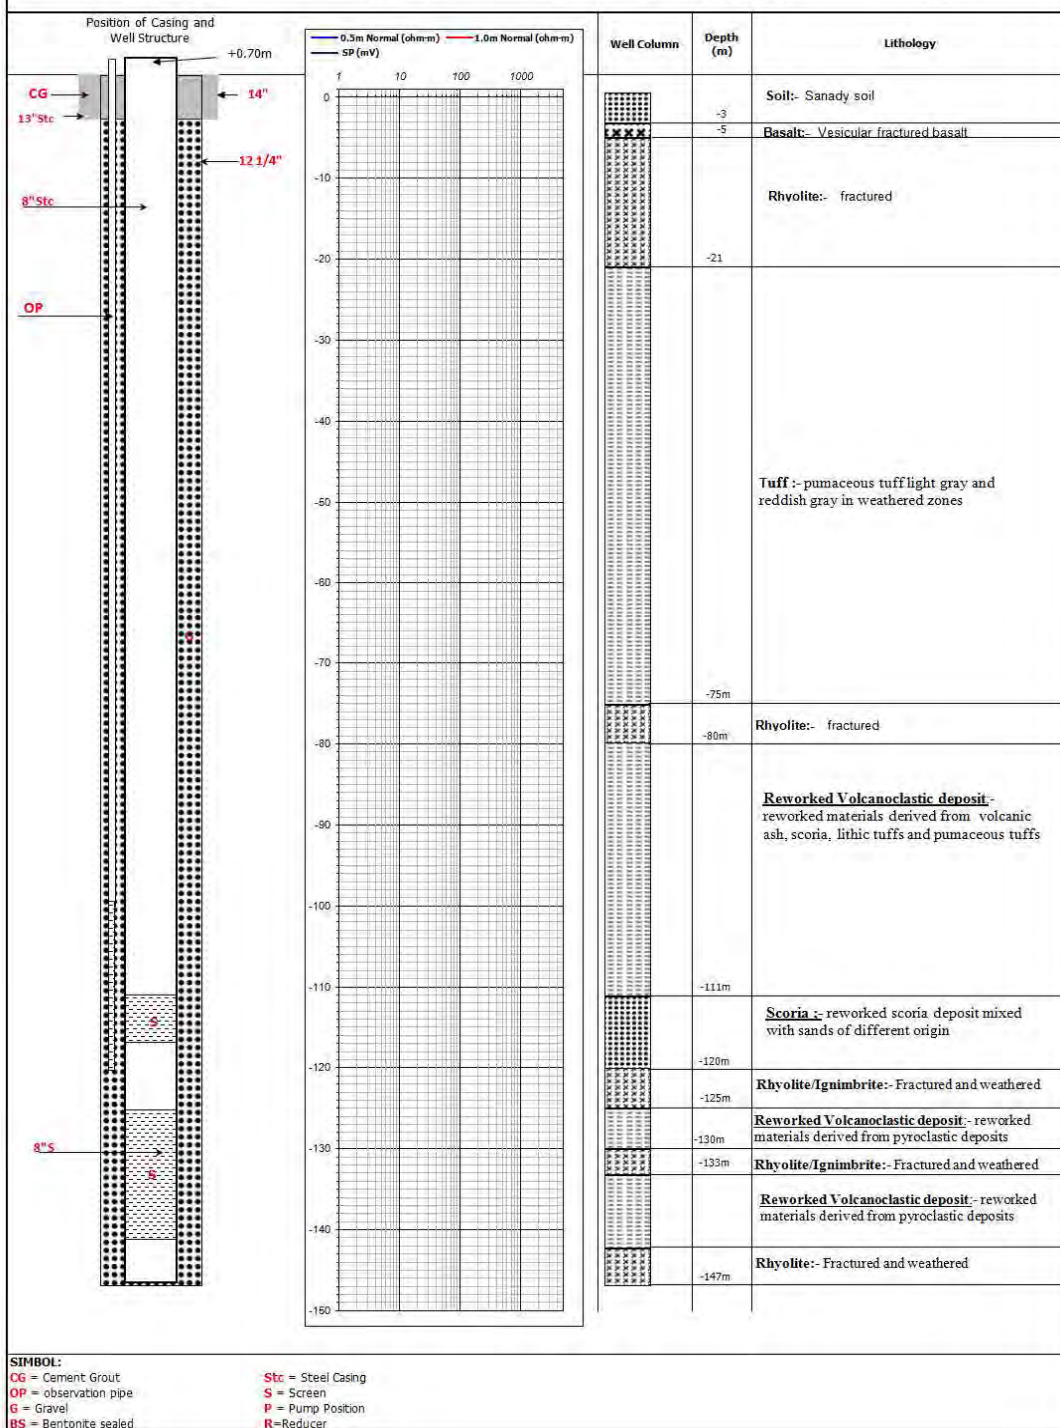 Position of Casing and
Well Structure
+0.70m
CG
14"
13"Stc
12 1/4"
8"Stc
OP
G
S
8"S
S
0.5m Normal (ohm-m)
1.0m Normal (ohm-m)
SP (mV)
1 10 100 1000
0
-10
-20
-30
-40
-50
-60
-70
-80
-90
-100
-110
-120
-130
-140
-150
Well Column
Depth
(m)
Lithology
-3
Soil:- Sanady soil
-5
Basalt:- Vesicular fractured basalt
Rhyolite:- fractured
-21
Tuff :- pumaceous tuff light gray and
reddish gray in weathered zones
-75m
Rhyolite:- fractured
-80m
Reworked Volcanoclastic deposit:-
reworked materials derived from volcanic
ash, scoria, lithic tuffs and pumaceous tuffs
-111m
Scoria :- reworked scoria deposit mixed
with sands of different origin
-120m
Rhyolite/Ignimbrite:- Fractured and weathered
-125m
Reworked Volcanoclastic deposit:- reworked
materials derived from pyroclastic deposits
-130m
-133m
Rhyolite/Ignimbrite:- Fractured and weathered
Reworked Volcanoclastic deposit:- reworked
materials derived from pyroclastic deposits
Rhyolite:- Fractured and weathered
-147m
SIMBOL:
CG = Cement Grout
OP = observation pipe
G = Gravel
BS = Bentonite sealed
Stc = Steel Casing
S = Screen
P = Pump Position
R=Reducer